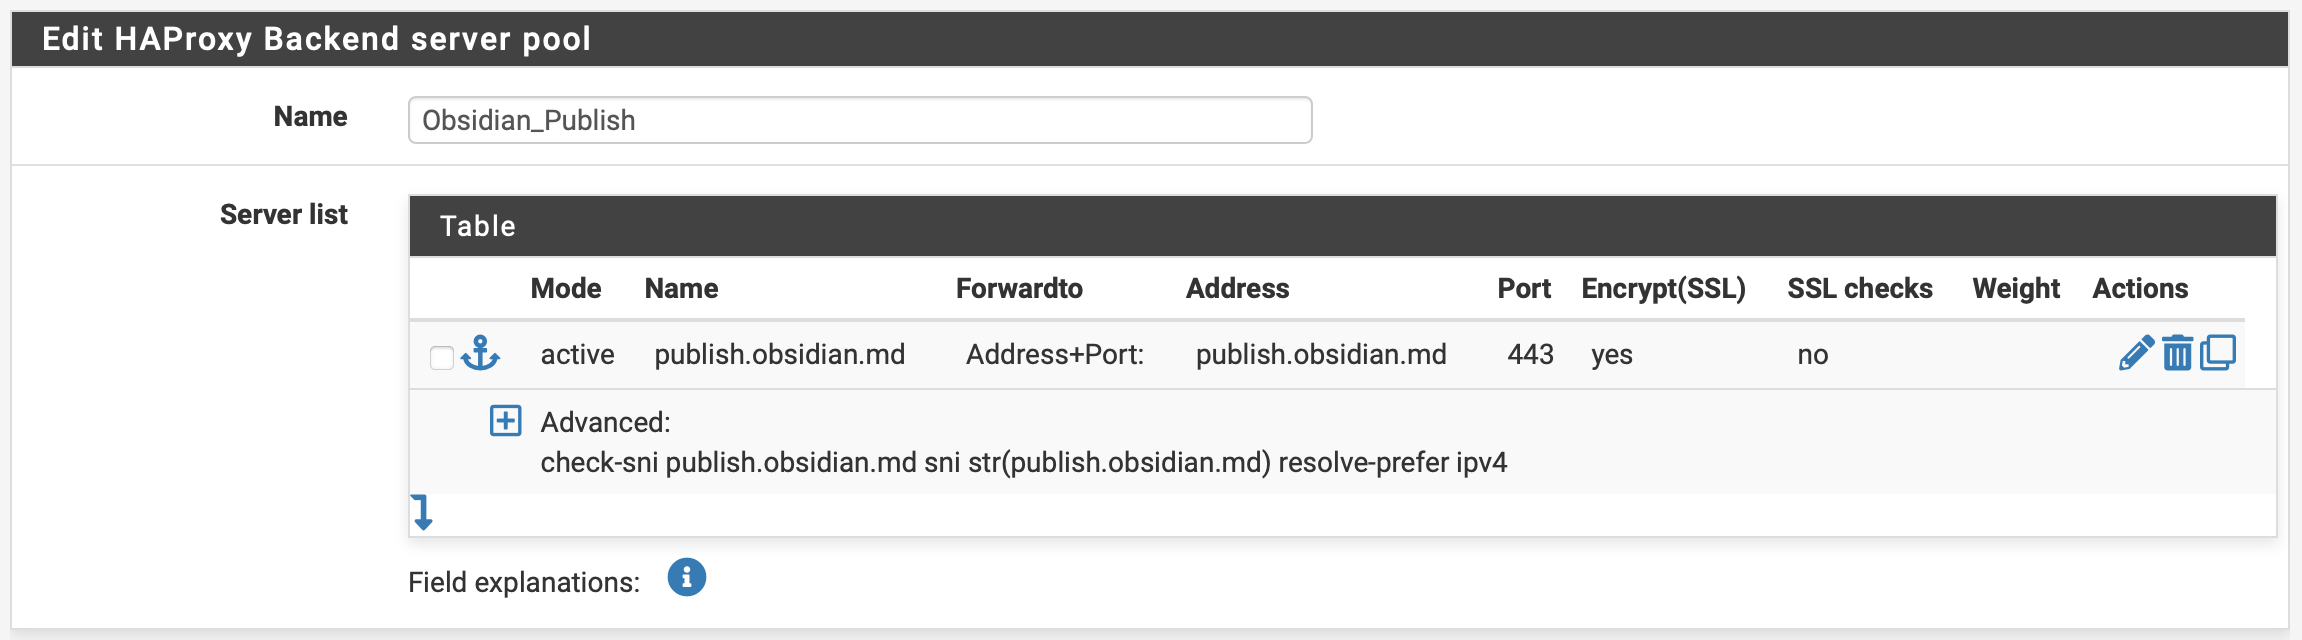 Edit HAProxy Backend server pool
Name
Obsidian_Publish
Server list
Table
Mode Name Forwardto Address Port Encrypt(SSL) SSL checks Weight Actions
active publish.obsidian.md Address+Port: publish.obsidian.md 443 yes no
Advanced:
check-sni publish.obsidian.md sni str(publish.obsidian.md) resolve-prefer ipv4
Field explanations: